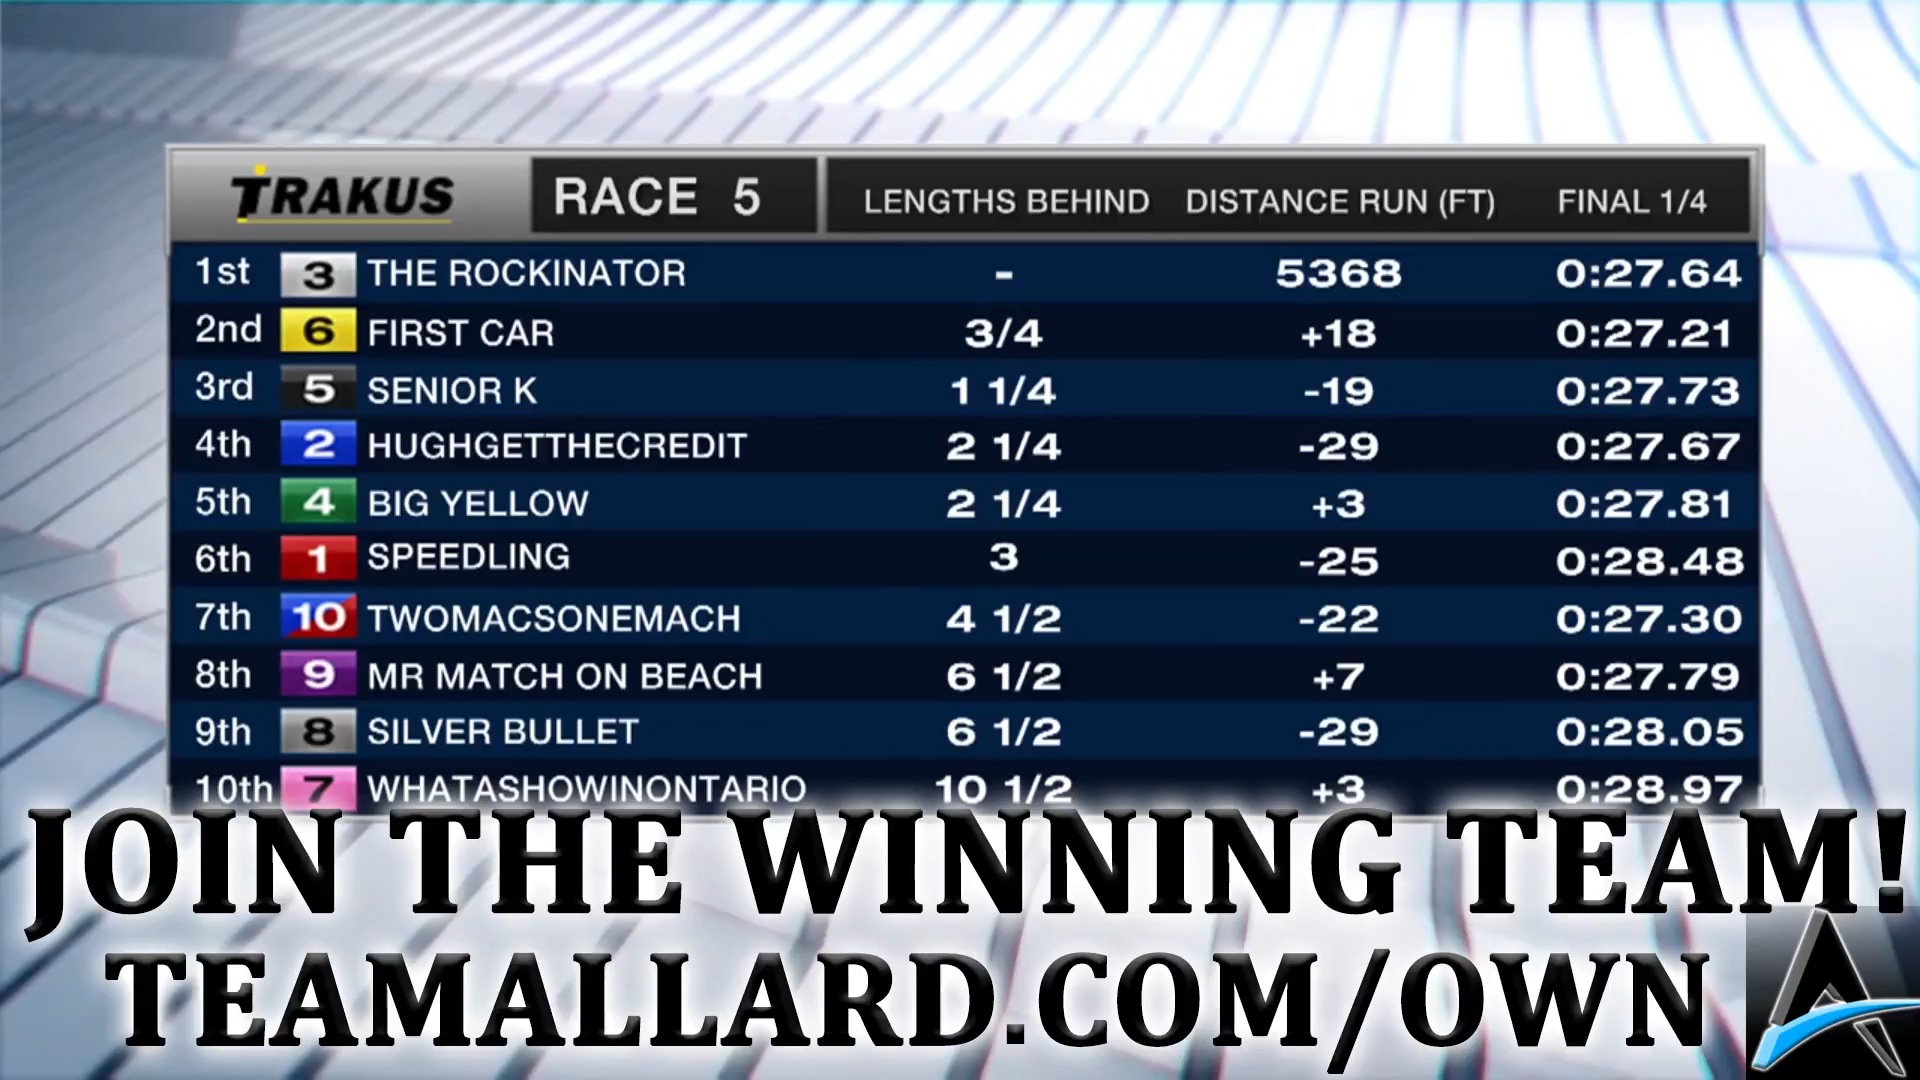 TRAKUS RACE 5 LENGTHS BEHIND DISTANCE RUN (FT) FINAL 1/4
1st 3 THE ROCKINATOR - 5368 0:27.64
2nd 6 FIRST CAR 3/4 +18 0:27.21
3rd 5 SENIOR K 1 1/4 -19 0:27.73
4th 2 HUGHGETTHECREDIT 2 1/4 -29 0:27.67
5th 4 BIG YELLOW 2 1/4 +3 0:27.81
6th 1 SPEEDLING 3 -25 0:28.48
7th 10 TWOMACSONEMACH 4 1/2 -22 0:27.30
8th 9 MR MATCH ON BEACH 6 1/2 +7 0:27.79
9th 8 SILVER BULLET 6 1/2 -29 0:28.05
10th 7 WHATASHOWINONTARIO 10 1/2 +3 0:28.97
JOIN THE WINNING TEAM!
TEAMALLARD.COM/OWN